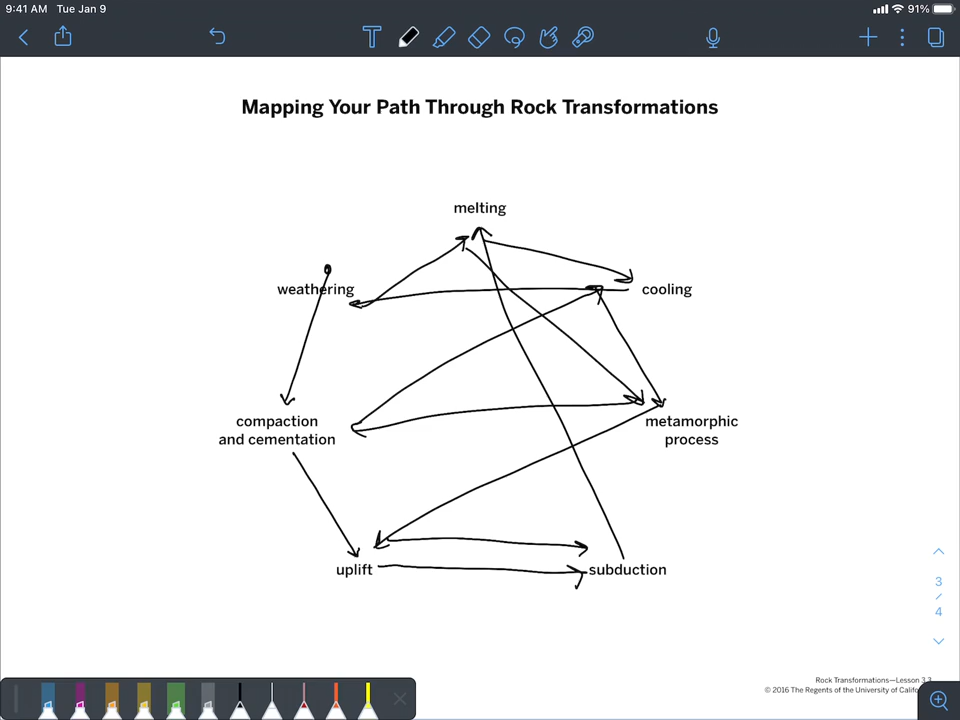 9:41 AM Tue Jan 9
91%
T
Mapping Your Path Through Rock Transformations
melting
weathering
cooling
compaction
and cementation
metamorphic
process
uplift
subduction
3
/
4
Rock Transformations—Lesson 3.3
© 2016 The Regents of the University of